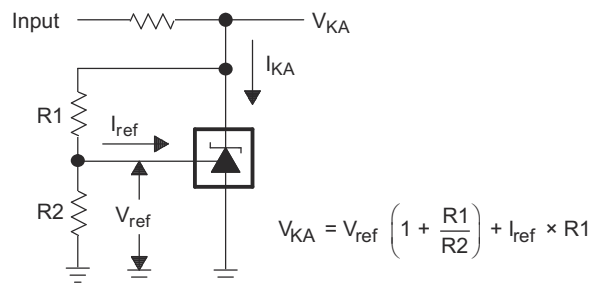 Input
V_KA
I_KA
R1
I_ref
R2
V_ref
V_KA = V_ref (1 + R1/R2) + I_ref × R1